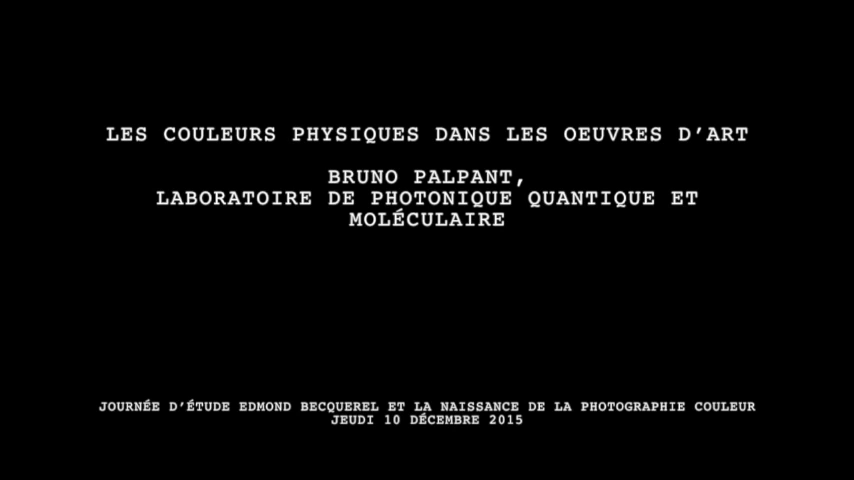 LES COULEURS PHYSIQUES DANS LES OEUVRES D'ART
BRUNO PALPANT,
LABORATOIRE DE PHOTONIQUE QUANTIQUE ET
MOLÉCULAIRE
JOURNÉE D'ÉTUDE EDMOND BECQUEREL ET LA NAISSANCE DE LA PHOTOGRAPHIE COULEUR
JEUDI 10 DÉCEMBRE 2015